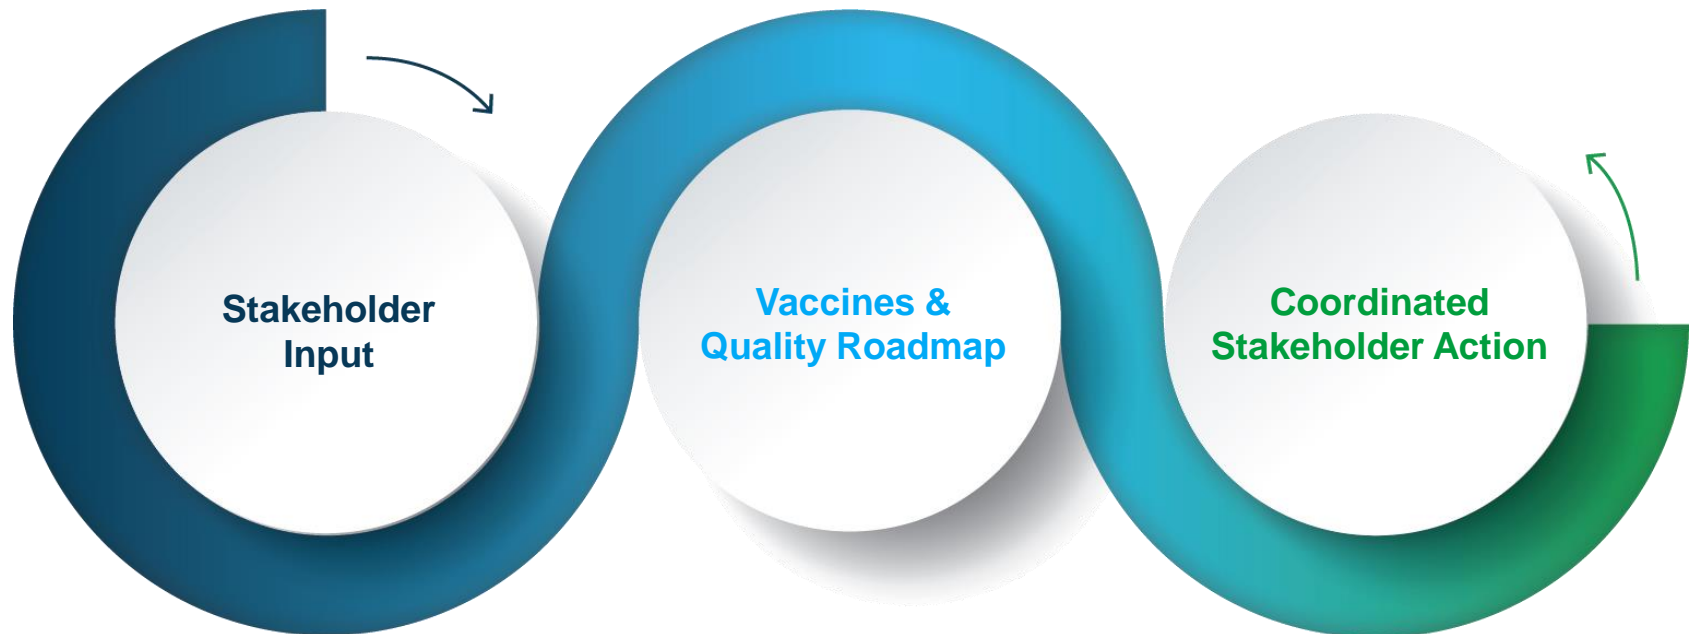 Stakeholder
Input
Vaccines &
Quality Roadmap
Coordinated
Stakeholder Action